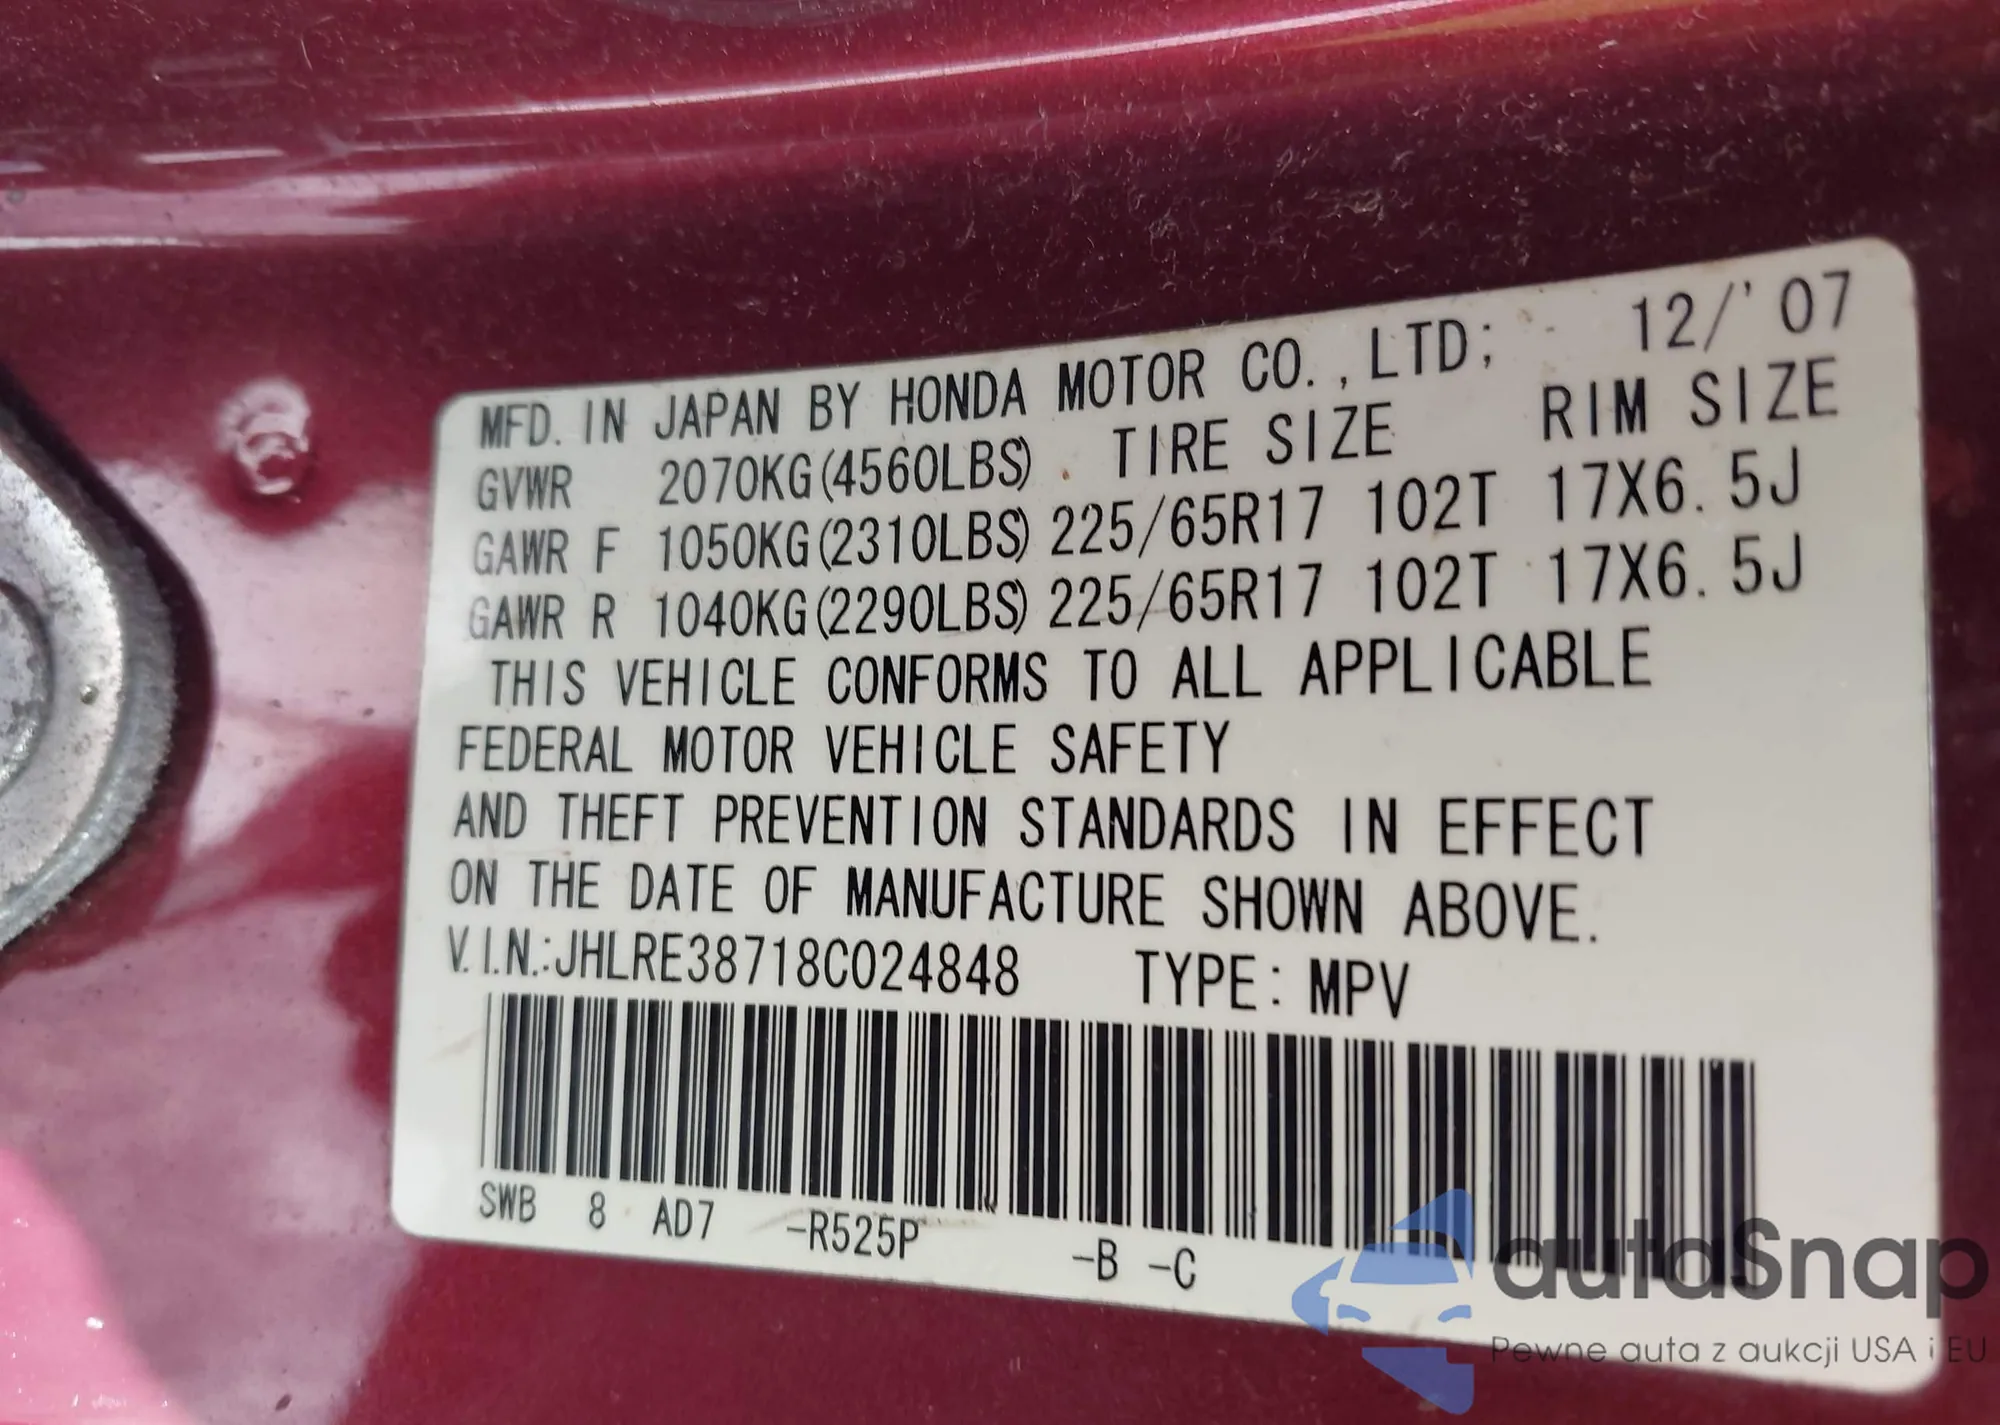 MFD. IN JAPAN BY HONDA MOTOR CO., LTD; 12/'07
GVWR 2070KG(4560LBS) TIRE SIZE RIM SIZE
GAWR F 1050KG(2310LBS) 225/65R17 102T 17X6.5J
GAWR R 1040KG(2290LBS) 225/65R17 102T 17X6.5J
THIS VEHICLE CONFORMS TO ALL APPLICABLE
FEDERAL MOTOR VEHICLE SAFETY
AND THEFT PREVENTION STANDARDS IN EFFECT
ON THE DATE OF MANUFACTURE SHOWN ABOVE.
V.I.N.:JHLRE38718C024848 TYPE: MPV
SWB 8 AD7 -R525P -B -C
autaSnap
Pewne auta z aukcji USA i EU